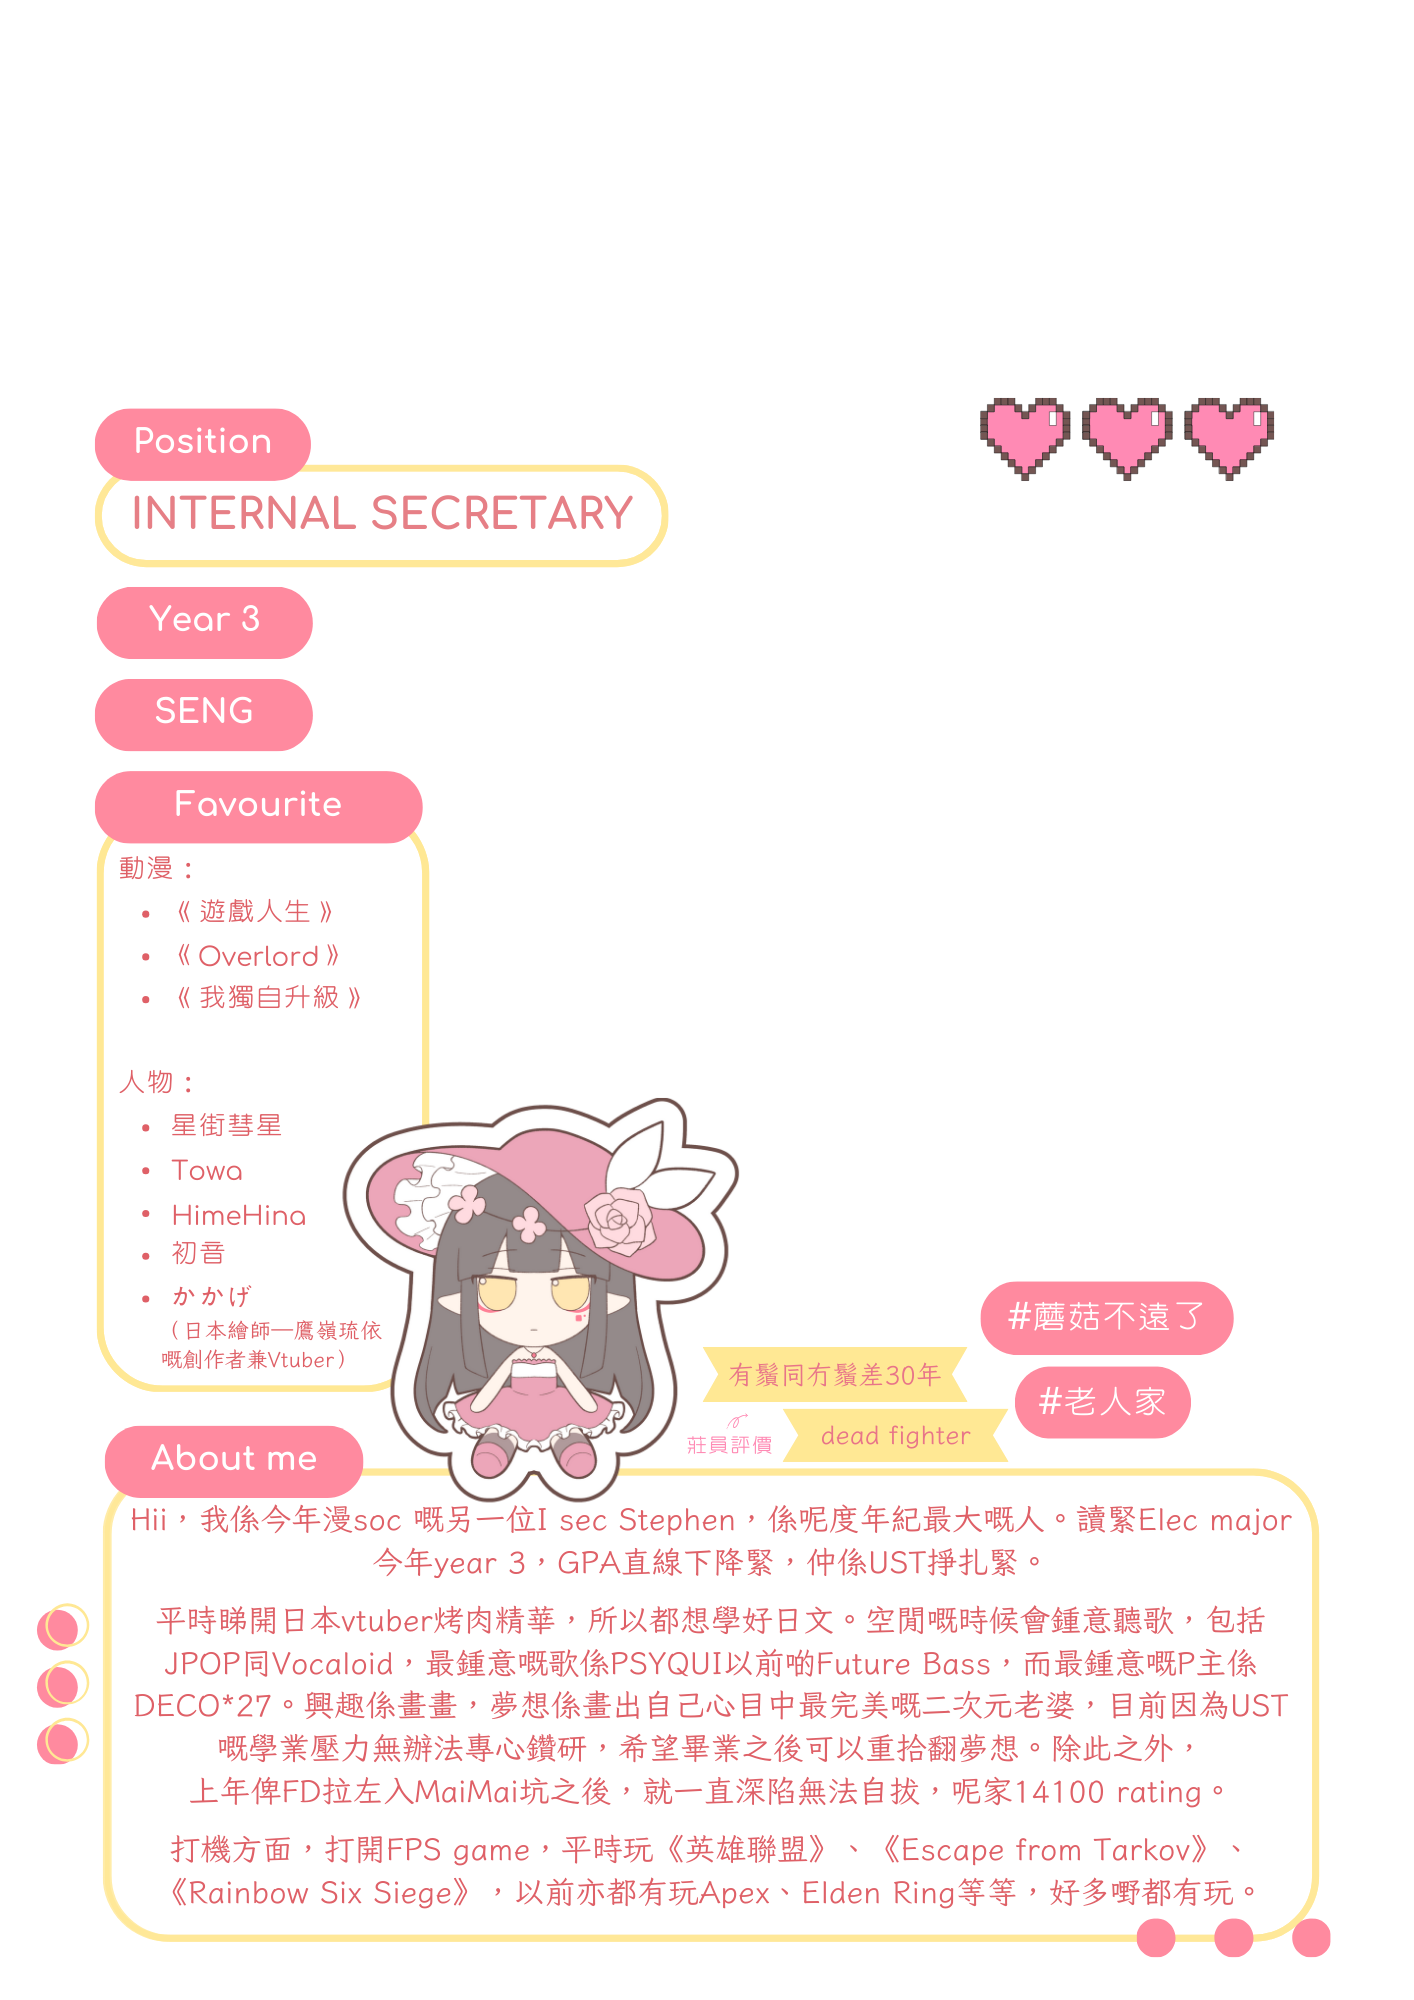 Position
INTERNAL SECRETARY
Year 3
SENG
Favourite
動漫：
• 《遊戲人生》
• 《Overlord》
• 《我獨自升級》
人物：
• 星街彗星
• Towa
• HimeHina
• 初音
• かかげ
（日本繪師—鷹嶺琉依
嘅創作者兼Vtuber）
#蘑菇不遠了
有鬚同冇鬚差30年
#老人家
莊員評價
dead fighter
About me
Hii，我係今年漫soc 嘅另一位I sec Stephen，係呢度年紀最大嘅人。讀緊Elec major
今年year 3，GPA直線下降緊，仲係UST掙扎緊。
平時睇開日本vtuber烤肉精華，所以都想學好日文。空閒嘅時候會鍾意聽歌，包括
JPOP同Vocaloid，最鍾意嘅歌係PSYQUI以前啲Future Bass，而最鍾意嘅P主係
DECO*27。興趣係畫畫，夢想係畫出自己心目中最完美嘅二次元老婆，目前因為UST
嘅學業壓力無辦法專心鑽研，希望畢業之後可以重拾翻夢想。除此之外，
上年俾FD拉左入MaiMai坑之後，就一直深陷無法自拔，呢家14100 rating。
打機方面，打開FPS game，平時玩《英雄聯盟》、《Escape from Tarkov》、
《Rainbow Six Siege》，以前亦都有玩Apex、Elden Ring等等，好多嘢都有玩。